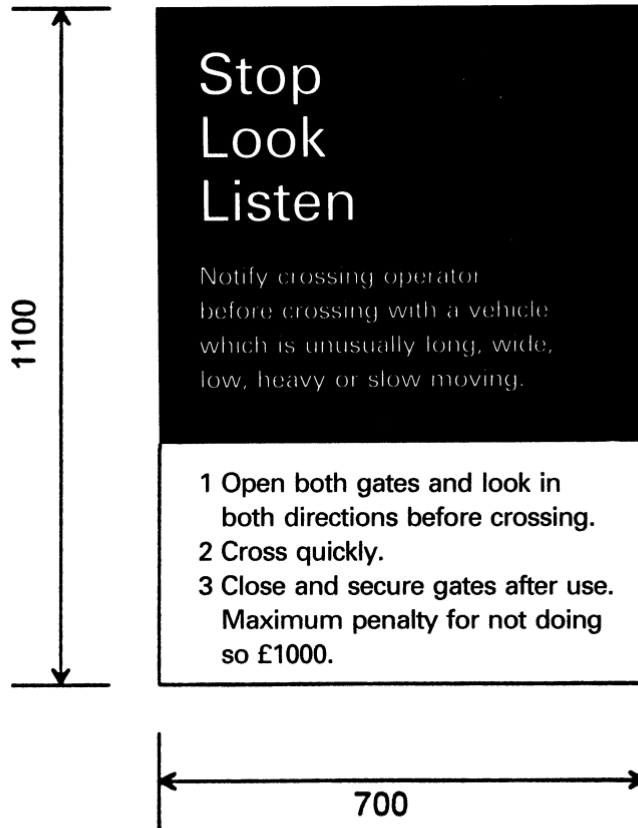 Stop
Look
Listen
Notify crossing operator
before crossing with a vehicle
which is unusually long, wide,
low, heavy or slow moving.
1 Open both gates and look in
both directions before crossing.
2 Cross quickly.
3 Close and secure gates after use.
Maximum penalty for not doing
so £1000.
1100
700